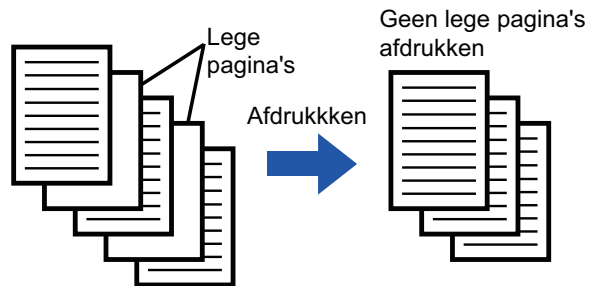 Lege
pagina's
Afdrukkken
Geen lege pagina's
afdrukken